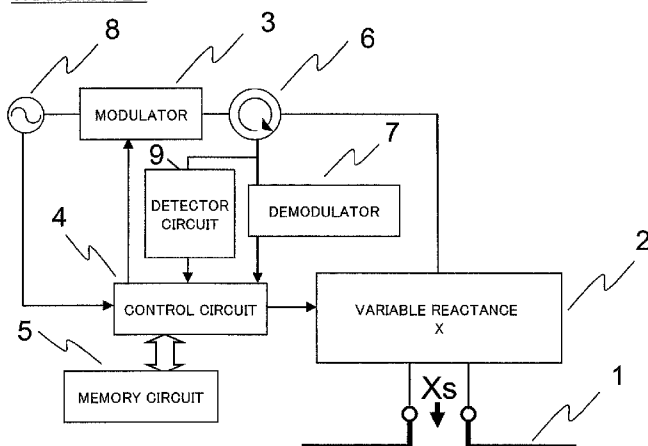 8
3
6
MODULATOR
9
7
DETECTOR
CIRCUIT
DEMODULATOR
4
2
CONTROL CIRCUIT
VARIABLE REACTANCE
X
5
MEMORY CIRCUIT
Xs
1